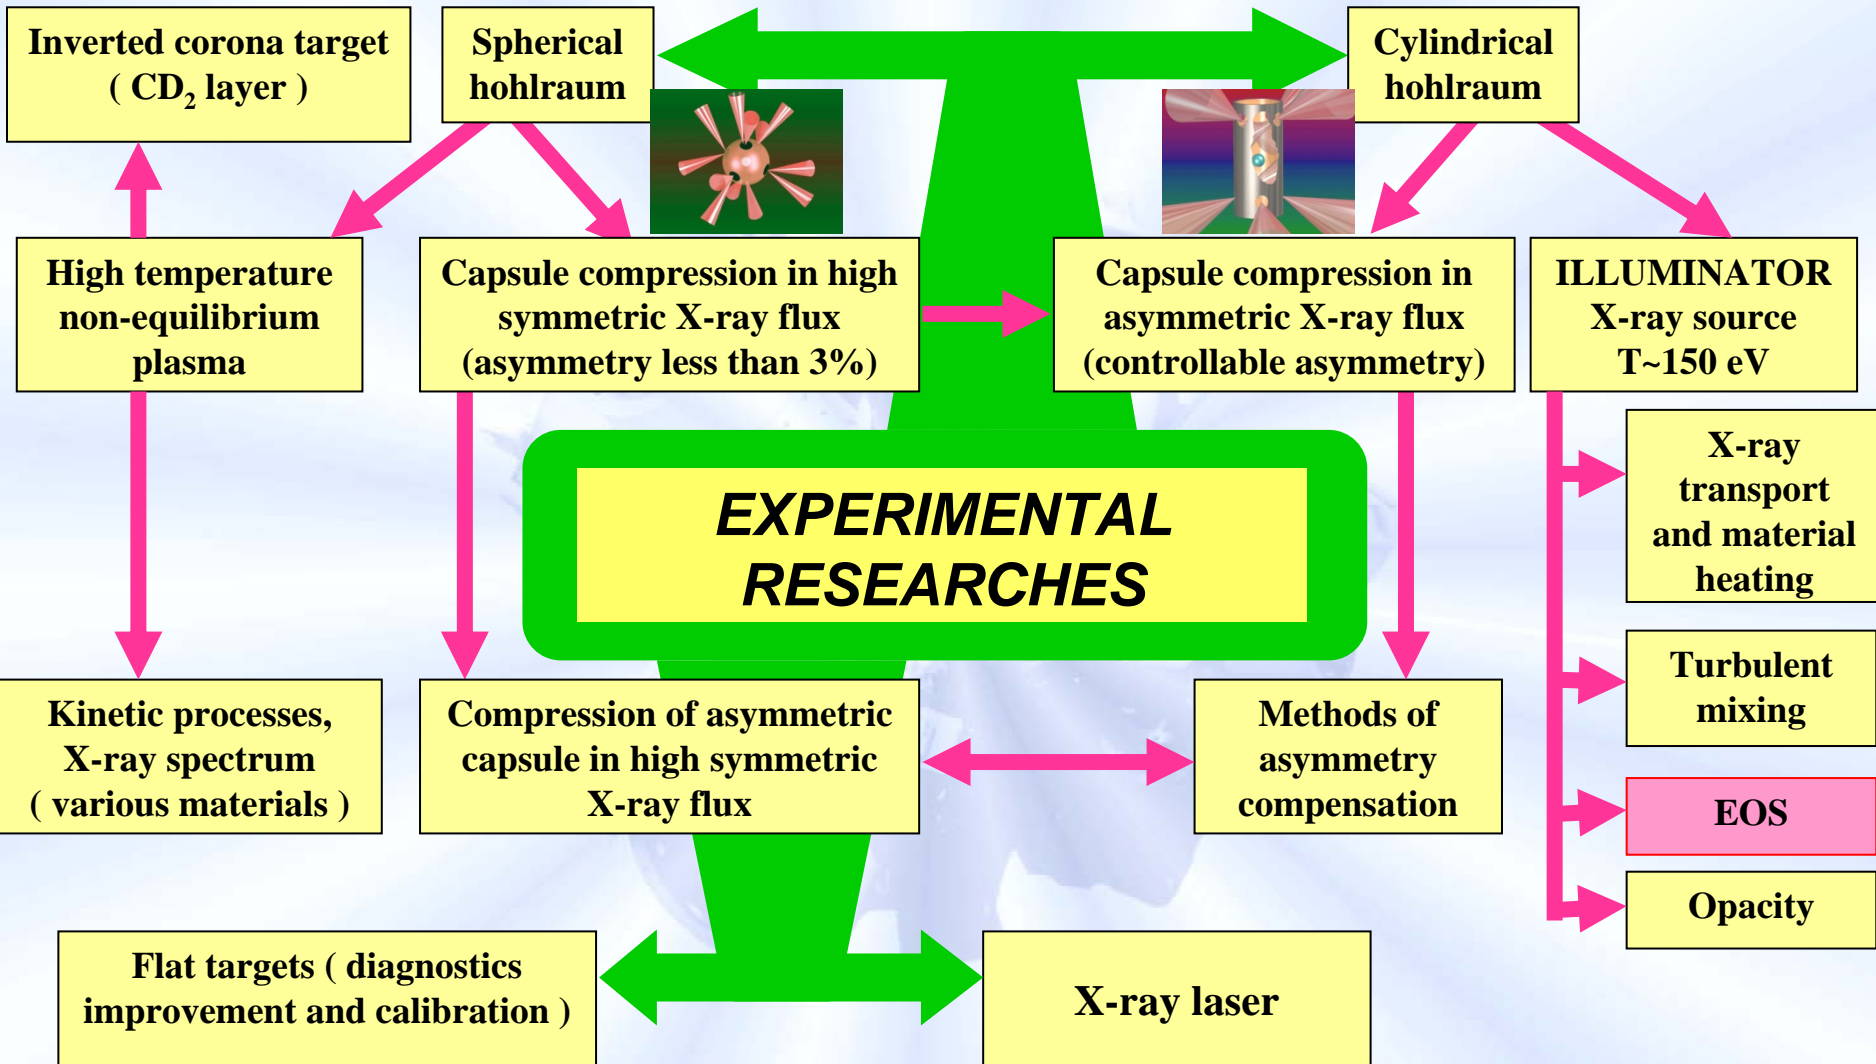 Inverted corona target
( CD₂ layer )
Spherical
hohlraum
Cylindrical
hohlraum
High temperature
non-equilibrium
plasma
Capsule compression in high
symmetric X-ray flux
(asymmetry less than 3%)
Capsule compression in
asymmetric X-ray flux
(controllable asymmetry)
ILLUMINATOR
X-ray source
T~150 eV
EXPERIMENTAL
RESEARCHES
X-ray
transport
and material
heating
Turbulent
mixing
EOS
Opacity
Kinetic processes,
X-ray spectrum
( various materials )
Compression of asymmetric
capsule in high symmetric
X-ray flux
Methods of
asymmetry
compensation
Flat targets ( diagnostics
improvement and calibration )
X-ray laser